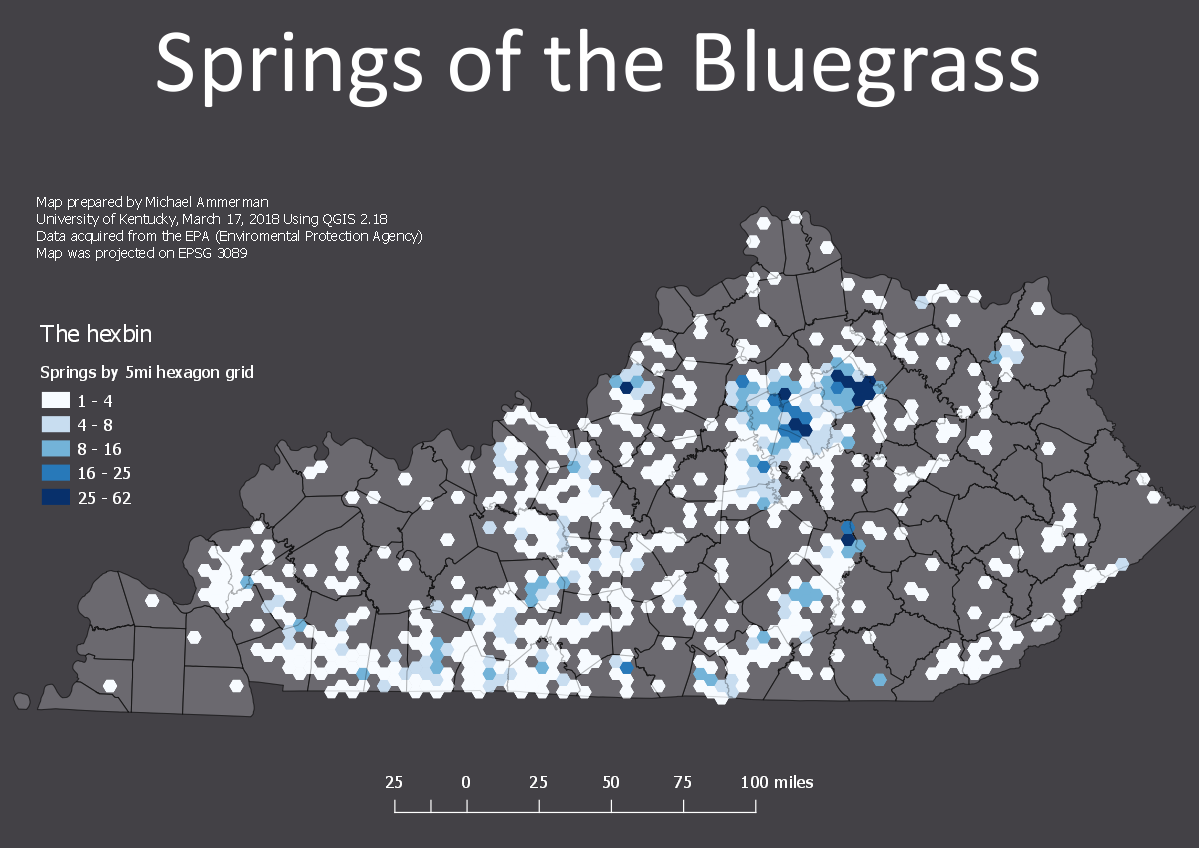 Springs of the Bluegrass
Map prepared by Michael Ammerman
University of Kentucky, March 17, 2018 Using QGIS 2.18
Data acquired from the EPA (Enviromental Protection Agency)
Map was projected on EPSG 3089
The hexbin
Springs by 5mi hexagon grid
1 - 4
4 - 8
8 - 16
16 - 25
25 - 62
25 0 25 50 75 100 miles